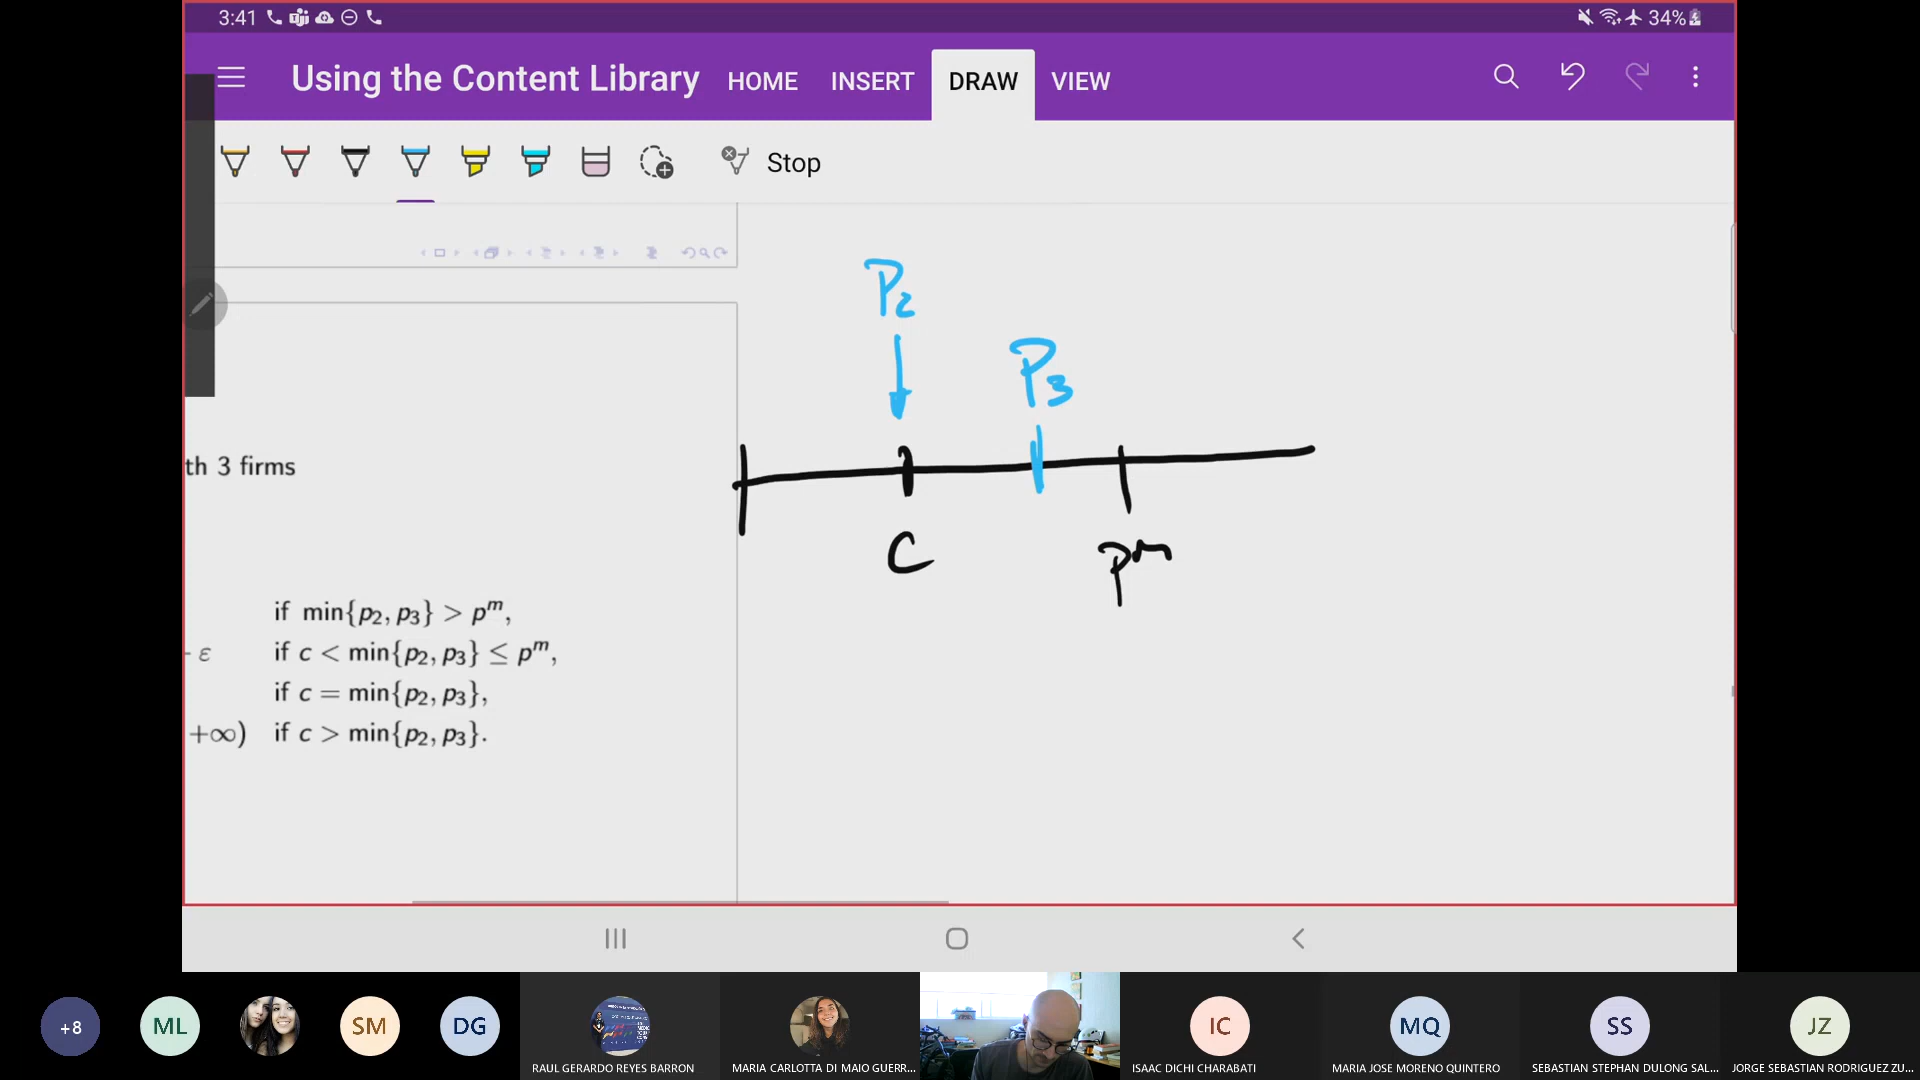 3:41 34%
Using the Content Library HOME INSERT DRAW VIEW
Stop
P2
P3
C
pm
th 3 firms
if min{p2, p3} > p^m,
- ε if c < min{p2, p3} ≤ p^m,
if c = min{p2, p3},
+∞) if c > min{p2, p3}.
+8 ML SM DG IC MQ SS JZ
RAUL GERARDO REYES BARRON MARIA CARLOTTA DI MAIO GUERR... ISAAC DICHI CHARABATI MARIA JOSE MORENO QUINTERO SEBASTIAN STEPHAN DULONG SAL... JORGE SEBASTIAN RODRIGUEZ ZU...